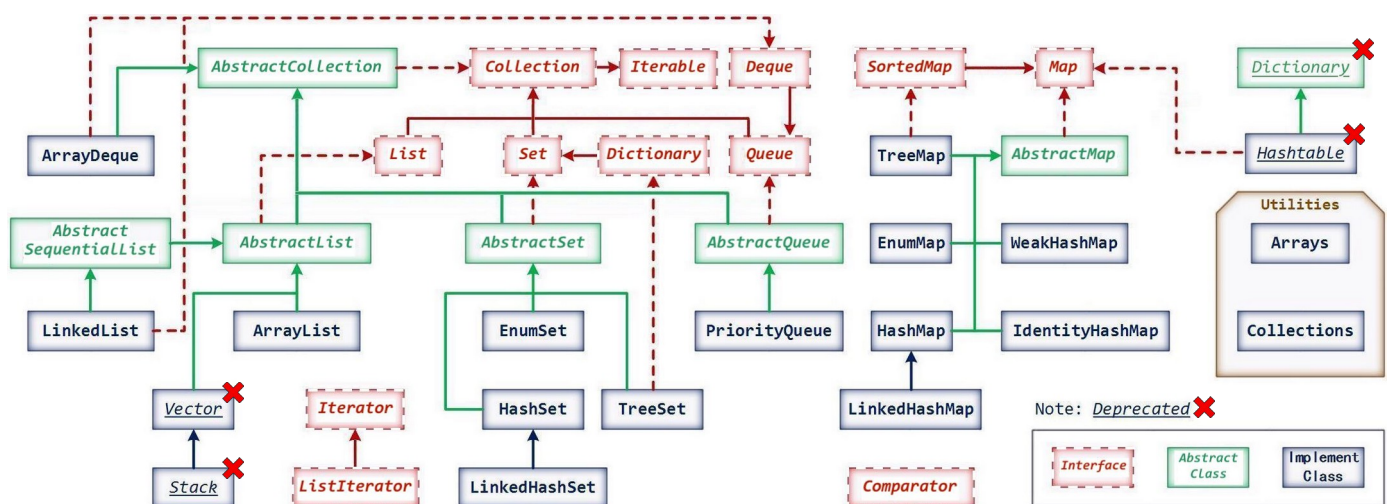 AbstractCollection
Collection
Iterable
Deque
SortedMap
Map
Dictionary
ArrayDeque
List
Set
Dictionary
Queue
TreeMap
AbstractMap
Hashtable
Utilities
Abstract
SequentialList
AbstractList
AbstractSet
AbstractQueue
EnumMap
WeakHashMap
Arrays
LinkedList
ArrayList
EnumSet
PriorityQueue
HashMap
IdentityHashMap
Collections
Vector
Iterator
HashSet
TreeSet
LinkedHashMap
Note: Deprecated
Stack
ListIterator
LinkedHashSet
Comparator
Interface
Abstract
Class
Implement
Class